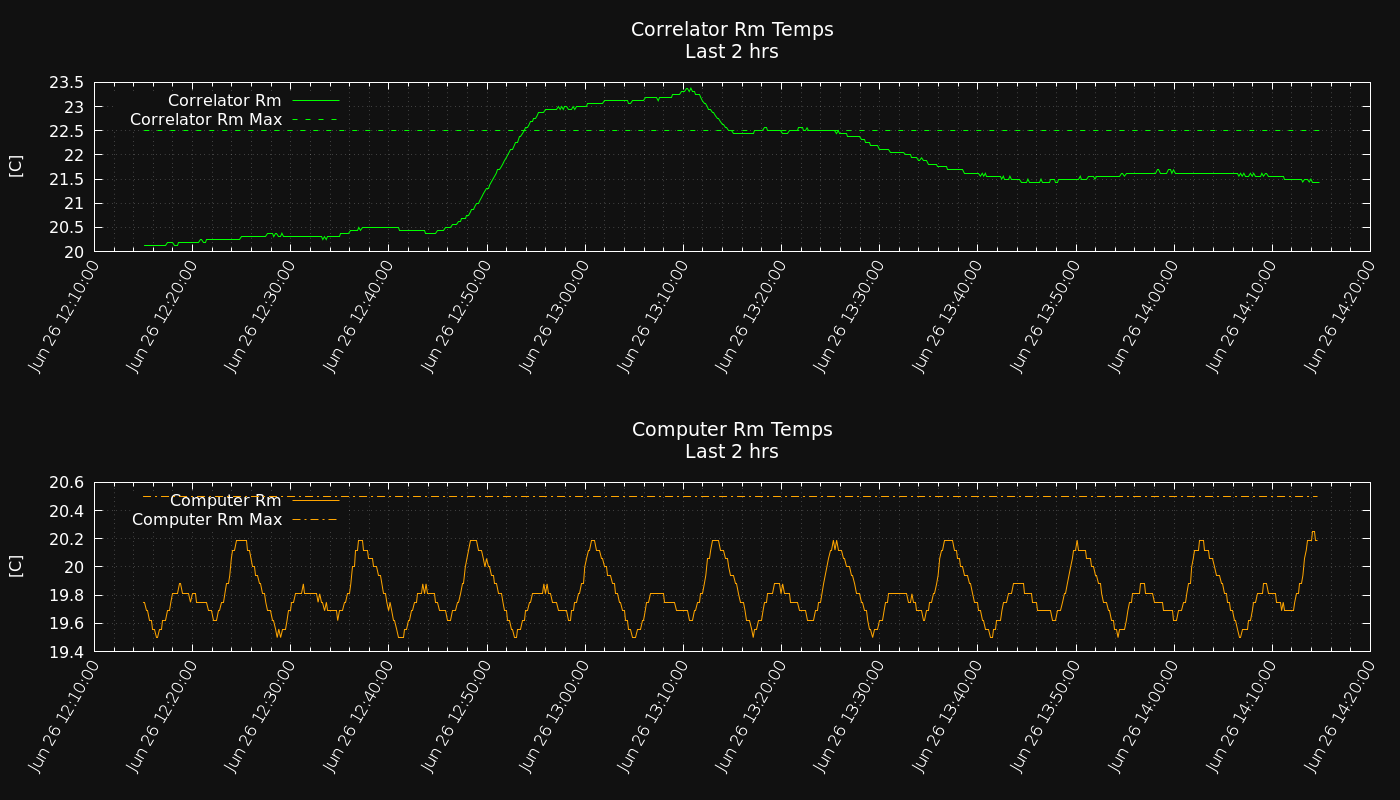 Correlator Rm Temps
Last 2 hrs
[C]
23.5
23
22.5
22
21.5
21
20.5
20
Correlator Rm
Correlator Rm Max
Jun 26 12:10:00
Jun 26 12:20:00
Jun 26 12:30:00
Jun 26 12:40:00
Jun 26 12:50:00
Jun 26 13:00:00
Jun 26 13:10:00
Jun 26 13:20:00
Jun 26 13:30:00
Jun 26 13:40:00
Jun 26 13:50:00
Jun 26 14:00:00
Jun 26 14:10:00
Jun 26 14:20:00
Computer Rm Temps
Last 2 hrs
[C]
20.6
20.4
20.2
20
19.8
19.6
19.4
Computer Rm
Computer Rm Max
Jun 26 12:10:00
Jun 26 12:20:00
Jun 26 12:30:00
Jun 26 12:40:00
Jun 26 12:50:00
Jun 26 13:00:00
Jun 26 13:10:00
Jun 26 13:20:00
Jun 26 13:30:00
Jun 26 13:40:00
Jun 26 13:50:00
Jun 26 14:00:00
Jun 26 14:10:00
Jun 26 14:20:00